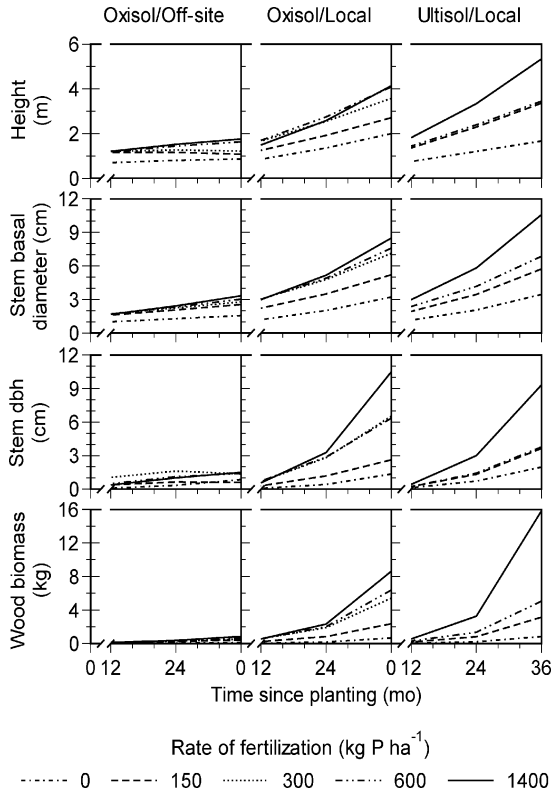 Oxisol/Off-site Oxisol/Local Ultisol/Local
Height (m)
6
4
2
0
Stem basal diameter (cm)
12
9
6
3
0
Stem dbh (cm)
12
9
6
3
0
Wood biomass (kg)
16
12
8
4
0
0 12 24 0 12 24 0 12 24 36
Time since planting (mo)
Rate of fertilization (kg P ha-1)
0 150 300 600 1400